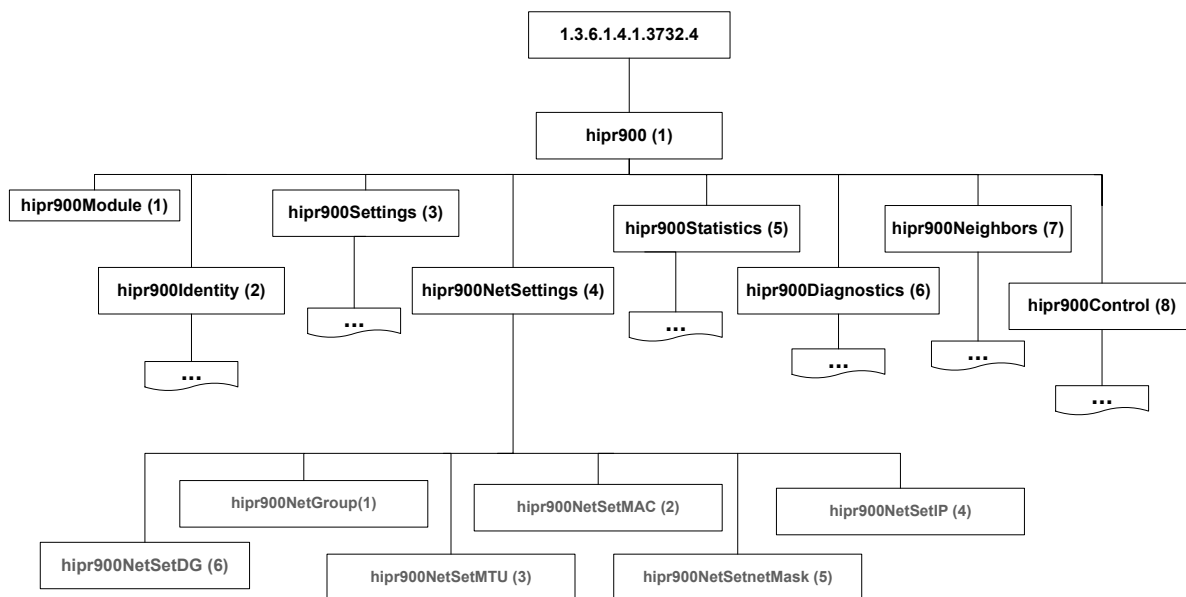 1.3.6.1.4.1.3732.4
hipr900 (1)
hipr900Module (1)
hipr900Settings (3)
hipr900Statistics (5)
hipr900Neighbors (7)
hipr900Identity (2)
hipr900NetSettings (4)
hipr900Diagnostics (6)
hipr900Control (8)
...
...
...
...
...
...
hipr900NetGroup(1)
hipr900NetSetMAC (2)
hipr900NetSetIP (4)
hipr900NetSetDG (6)
hipr900NetSetMTU (3)
hipr900NetSetnetMask (5)